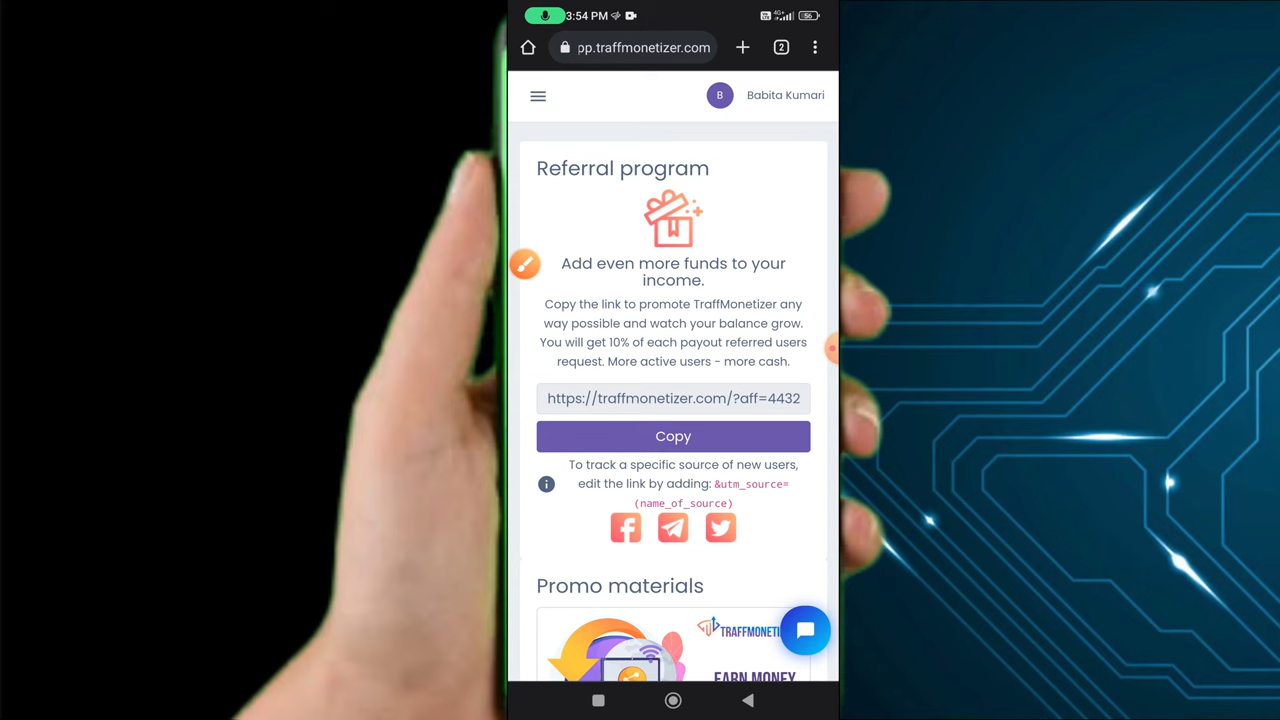 3:54 PM
4G+
56
pp.traffmonetizer.com
2
B
Babita Kumari
Referral program
Add even more funds to your
income.
Copy the link to promote TraffMonetizer any
way possible and watch your balance grow.
You will get 10% of each payout referred users
request. More active users - more cash.
https://traffmonetizer.com/?aff=4432
Copy
To track a specific source of new users,
edit the link by adding: &utm_source=
(name_of_source)
Promo materials
TRAFFMONETI
EARN MONEY